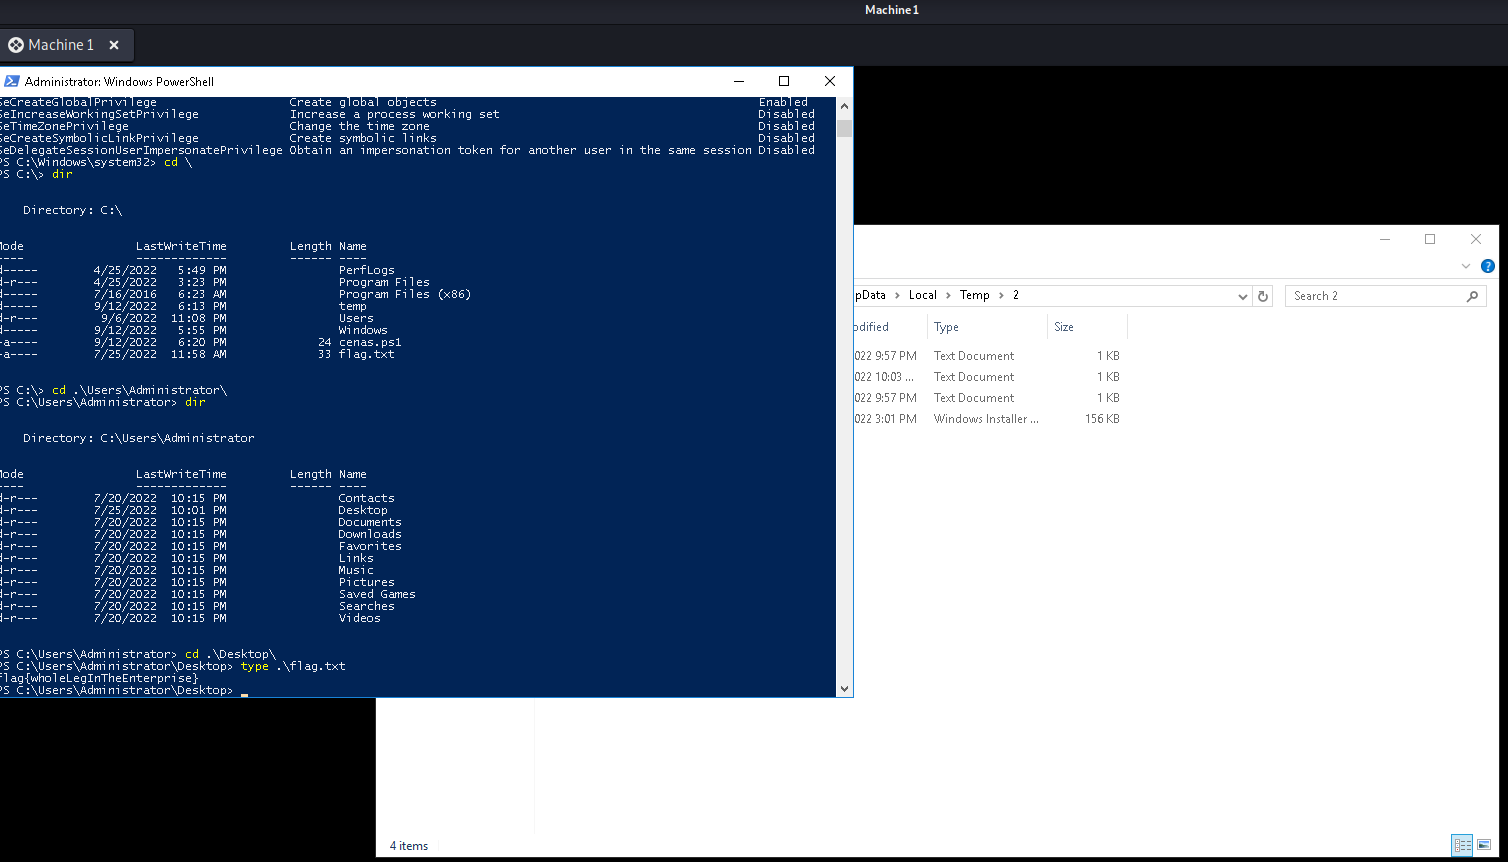 Machine1
Machine 1
Administrator: Windows PowerShell
SeCreateGlobalPrivilege Create global objects Enabled
SeIncreaseWorkingSetPrivilege Increase a process working set Disabled
SeTimeZonePrivilege Change the time zone Disabled
SeCreateSymbolicLinkPrivilege Create symbolic links Disabled
SeDelegateSessionUserImpersonatePrivilege Obtain an impersonation token for another user in the same session Disabled
PS C:\Windows\system32> cd \
PS C:\> dir
Directory: C:\
Mode LastWriteTime Length Name
---- ------------- ------ ----
d----- 4/25/2022 5:49 PM PerfLogs
d-r--- 4/25/2022 3:23 PM Program Files
d----- 7/16/2016 6:23 AM Program Files (x86)
d----- 9/12/2022 6:13 PM temp
d-r--- 9/6/2022 11:08 PM Users
d----- 9/12/2022 5:55 PM Windows
-a---- 9/12/2022 6:20 PM 24 cenas.ps1
-a---- 7/25/2022 11:58 AM 33 flag.txt
PS C:\> cd .\Users\Administrator\
PS C:\Users\Administrator> dir
Directory: C:\Users\Administrator
Mode LastWriteTime Length Name
---- ------------- ------ ----
d-r--- 7/20/2022 10:15 PM Contacts
d-r--- 7/25/2022 10:01 PM Desktop
d-r--- 7/20/2022 10:15 PM Documents
d-r--- 7/20/2022 10:15 PM Downloads
d-r--- 7/20/2022 10:15 PM Favorites
d-r--- 7/20/2022 10:15 PM Links
d-r--- 7/20/2022 10:15 PM Music
d-r--- 7/20/2022 10:15 PM Pictures
d-r--- 7/20/2022 10:15 PM Saved Games
d-r--- 7/20/2022 10:15 PM Searches
d-r--- 7/20/2022 10:15 PM Videos
PS C:\Users\Administrator> cd .\Desktop\
PS C:\Users\Administrator\Desktop> type .\flag.txt
flag{wholeLegInTheEnterprise}
PS C:\Users\Administrator\Desktop>
pData > Local > Temp > 2
Search 2
odified Type Size
022 9:57 PM Text Document 1 KB
022 10:03 ... Text Document 1 KB
022 9:57 PM Text Document 1 KB
022 3:01 PM Windows Installer ... 156 KB
4 items